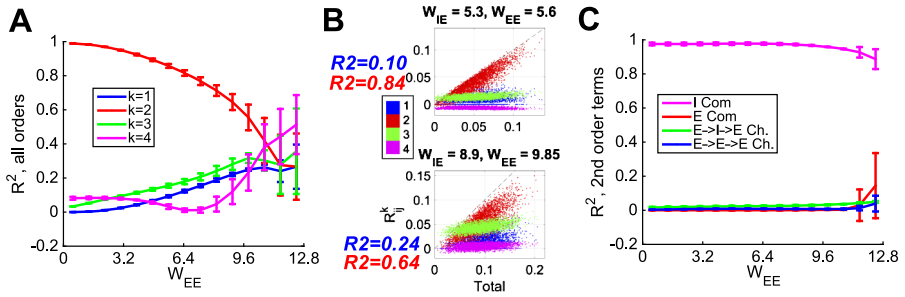 A
R², all orders
1
0.8
0.6
0.4
0.2
0
−0.2
k=1
k=2
k=3
k=4
0
3.2
6.4
9.6
12.8
W_EE
B
W_IE = 5.3, W_EE = 5.6
R2=0.10
R2=0.84
0.1
0.05
0
0
0.05
0.1
1
2
3
4
W_IE = 8.9, W_EE = 9.85
R^k_ij
0.15
0.1
0.05
0
R2=0.24
R2=0.64
0
0.1
0.2
Total
C
R², 2nd order terms
1
0.8
0.6
0.4
0.2
0
−0.2
I Com
E Com
E−>I−>E Ch.
E−>E−>E Ch.
0
3.2
6.4
9.6
12.8
W_EE